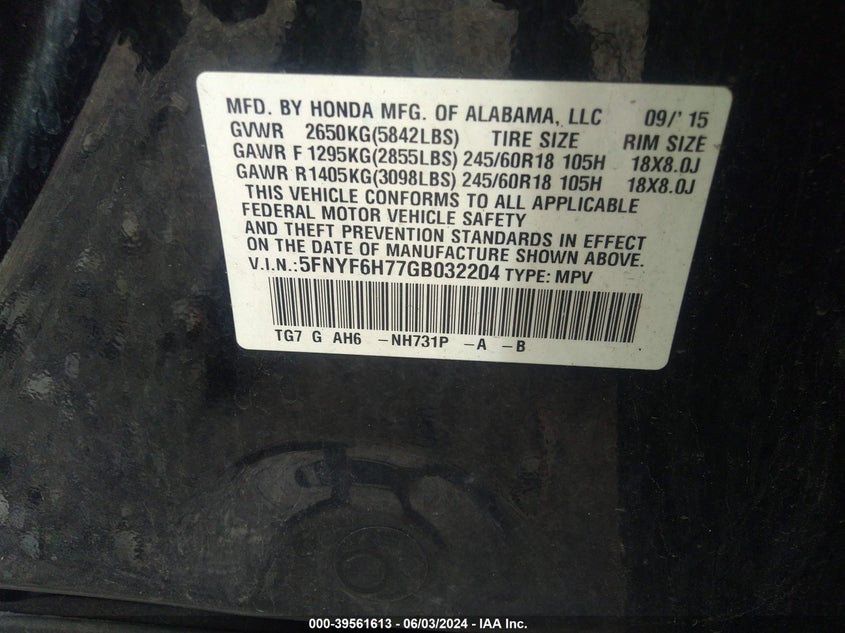 MFD. BY HONDA MFG. OF ALABAMA, LLC 09/' 15
GVWR 2650KG(5842LBS) TIRE SIZE RIM SIZE
GAWR F 1295KG(2855LBS) 245/60R18 105H 18X8.0J
GAWR R1405KG(3098LBS) 245/60R18 105H 18X8.0J
THIS VEHICLE CONFORMS TO ALL APPLICABLE
FEDERAL MOTOR VEHICLE SAFETY
AND THEFT PREVENTION STANDARDS IN EFFECT
ON THE DATE OF MANUFACTURE SHOWN ABOVE.
V.I.N.:5FNYF6H77GB032204 TYPE: MPV
TG7 G AH6 -NH731P -A -B
000-39561613 - 06/03/2024 - IAA Inc.